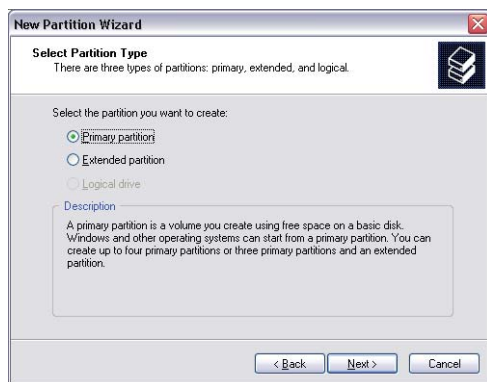 New Partition Wizard
Select Partition Type
There are three types of partitions: primary, extended, and logical.
Select the partition you want to create:
Primary partition
Extended partition
Logical drive
Description
A primary partition is a volume you create using free space on a basic disk.
Windows and other operating systems can start from a primary partition. You can
create up to four primary partitions or three primary partitions and an extended
partition.
< Back
Next >
Cancel